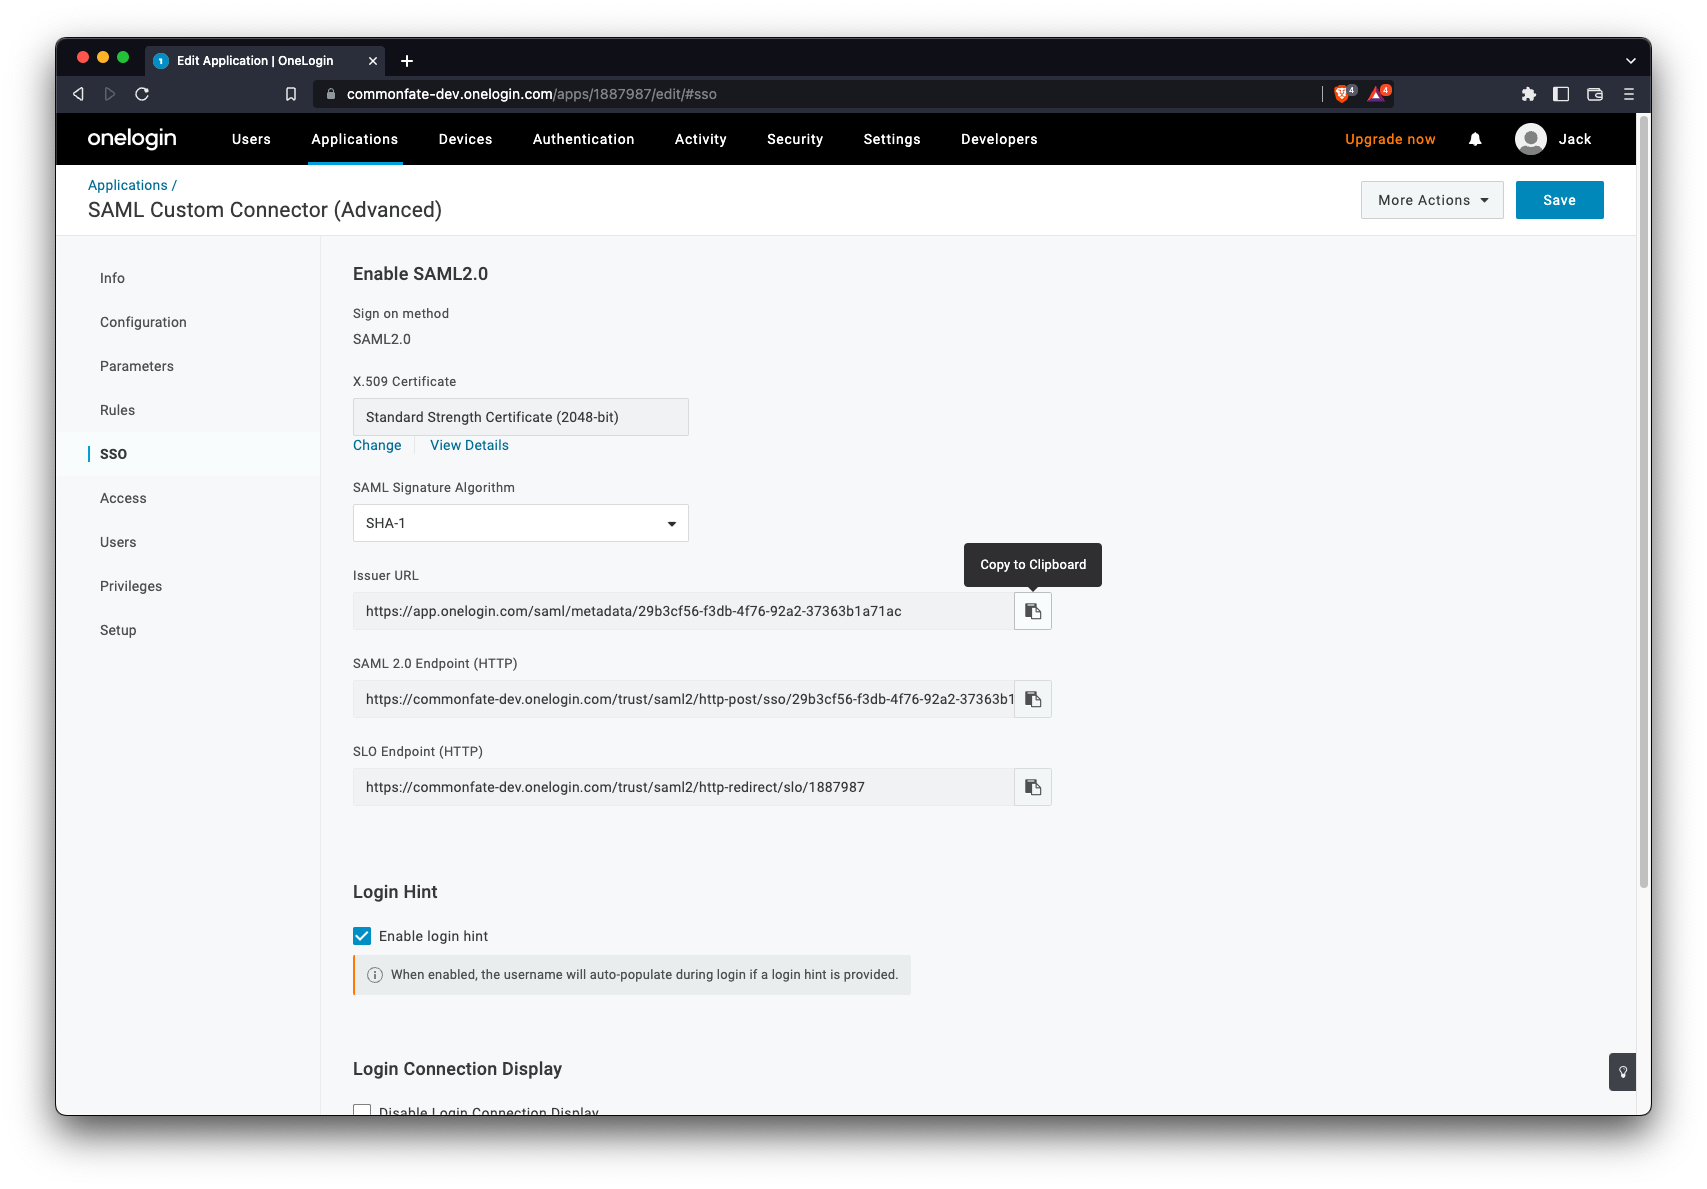 Edit Application | OneLogin
commonfate-dev.onelogin.com/apps/1887987/edit/#sso
4
4
onelogin
Users
Applications
Devices
Authentication
Activity
Security
Settings
Developers
Upgrade now
Jack
Applications /
SAML Custom Connector (Advanced)
More Actions
Save
Info
Configuration
Parameters
Rules
SSO
Access
Users
Privileges
Setup
Enable SAML2.0
Sign on method
SAML2.0
X.509 Certificate
Standard Strength Certificate (2048-bit)
Change
View Details
SAML Signature Algorithm
SHA-1
Copy to Clipboard
Issuer URL
https://app.onelogin.com/saml/metadata/29b3cf56-f3db-4f76-92a2-37363b1a71ac
SAML 2.0 Endpoint (HTTP)
https://commonfate-dev.onelogin.com/trust/saml2/http-post/sso/29b3cf56-f3db-4f76-92a2-37363b1
SLO Endpoint (HTTP)
https://commonfate-dev.onelogin.com/trust/saml2/http-redirect/slo/1887987
Login Hint
Enable login hint
When enabled, the username will auto-populate during login if a login hint is provided.
Login Connection Display
Disable Login Connection Display